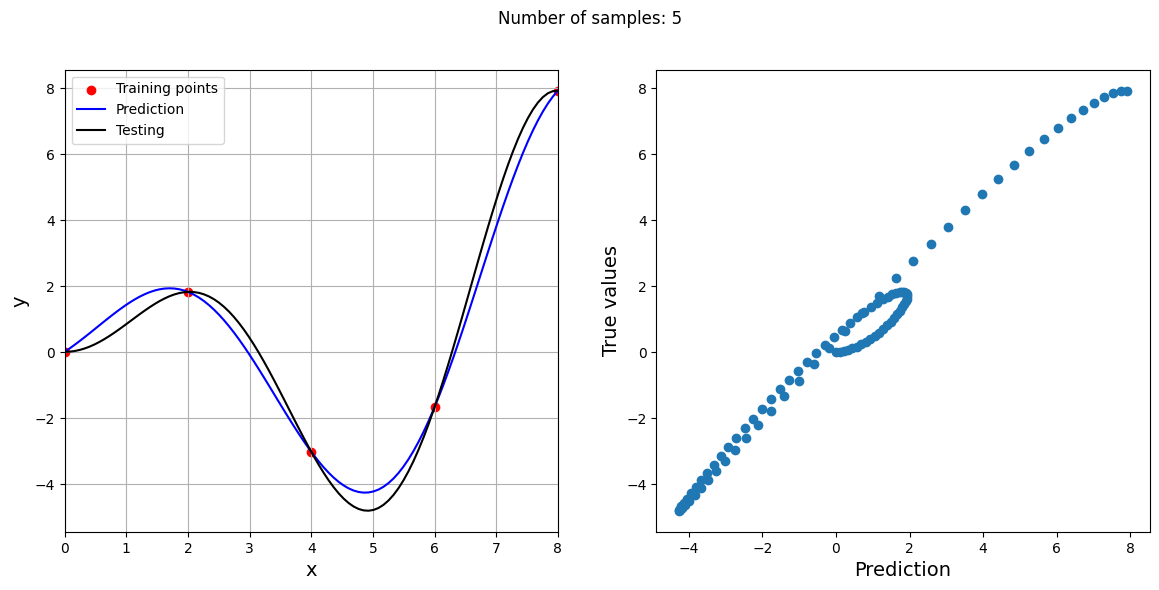 Number of samples: 5
Training points
Prediction
Testing
8
6
4
2
0
−2
−4
y
0 1 2 3 4 5 6 7 8
x
8
6
4
2
0
−2
−4
True values
−4 −2 0 2 4 6 8
Prediction